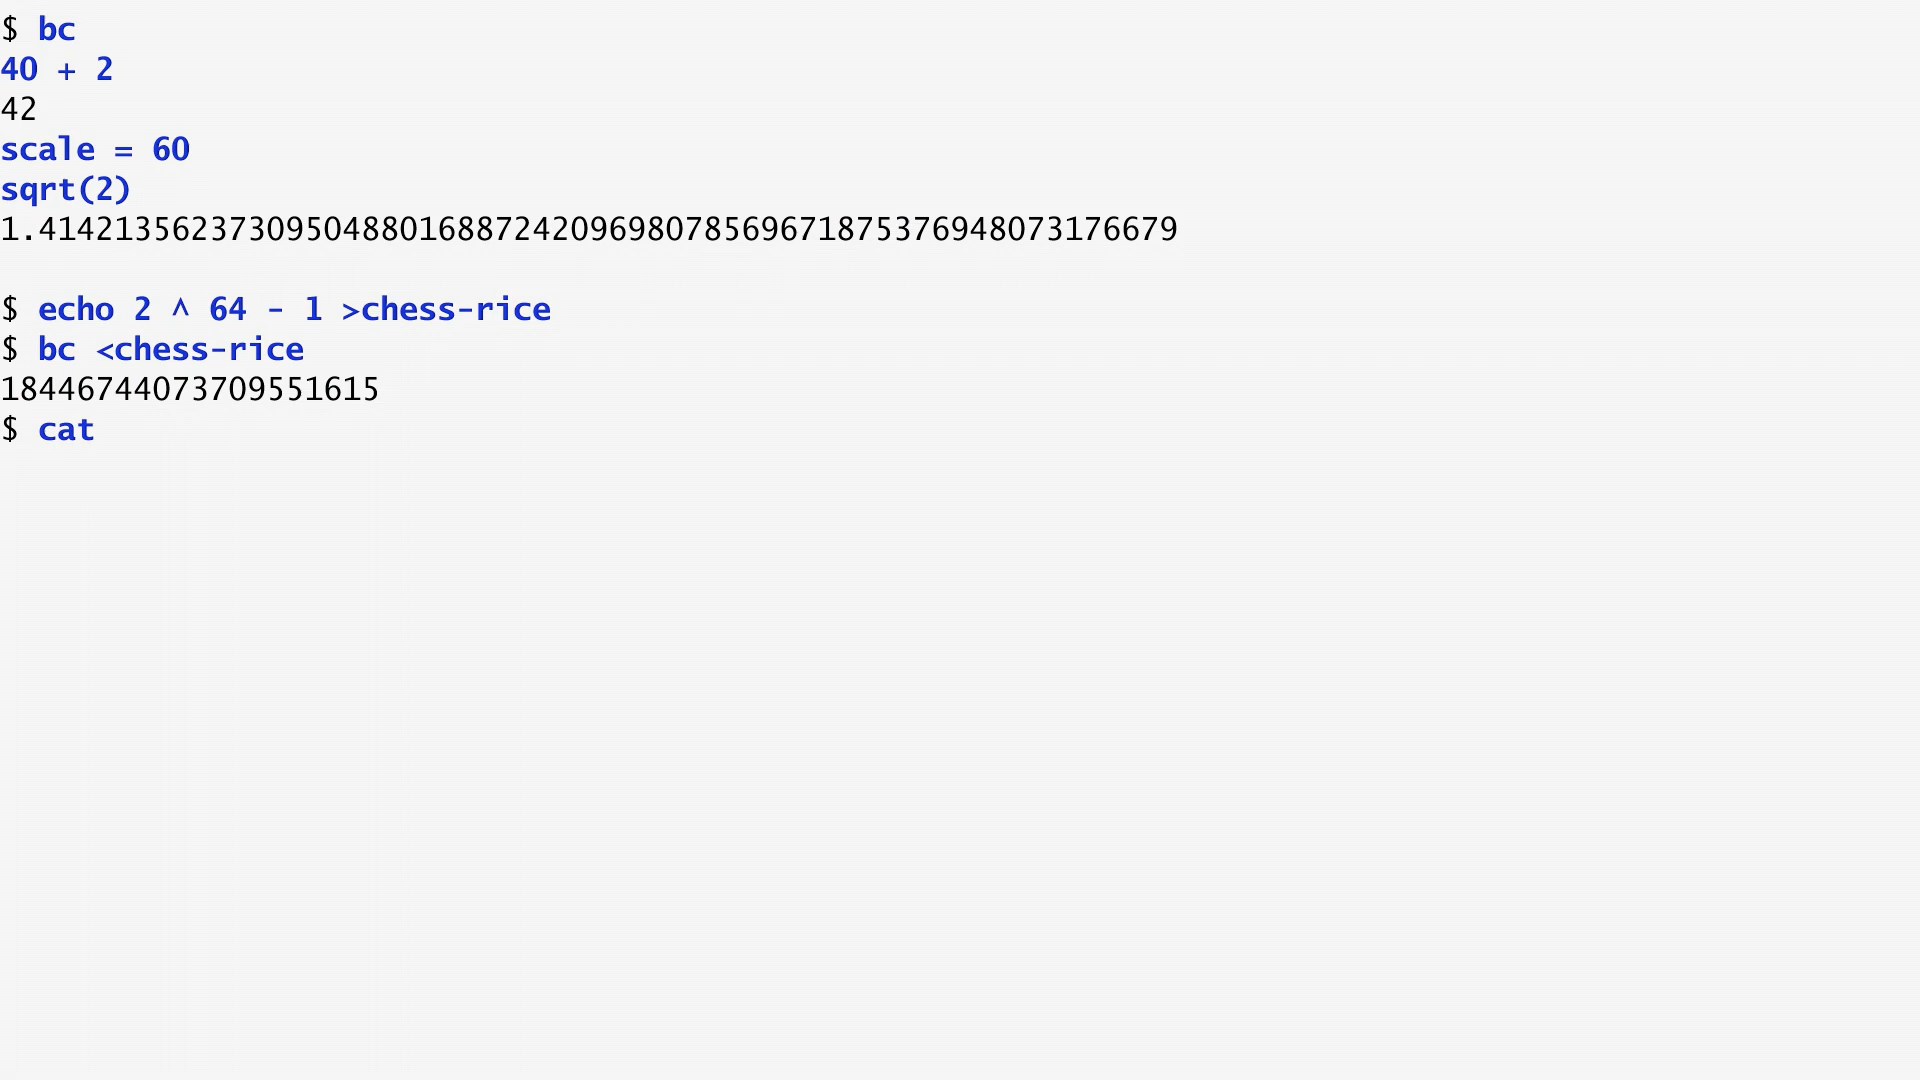 $ bc
40 + 2
42
scale = 60
sqrt(2)
1.414213562373095048801688724209698078569671875376948073176679
$ echo 2 ^ 64 - 1 >chess-rice
$ bc <chess-rice
18446744073709551615
$ cat